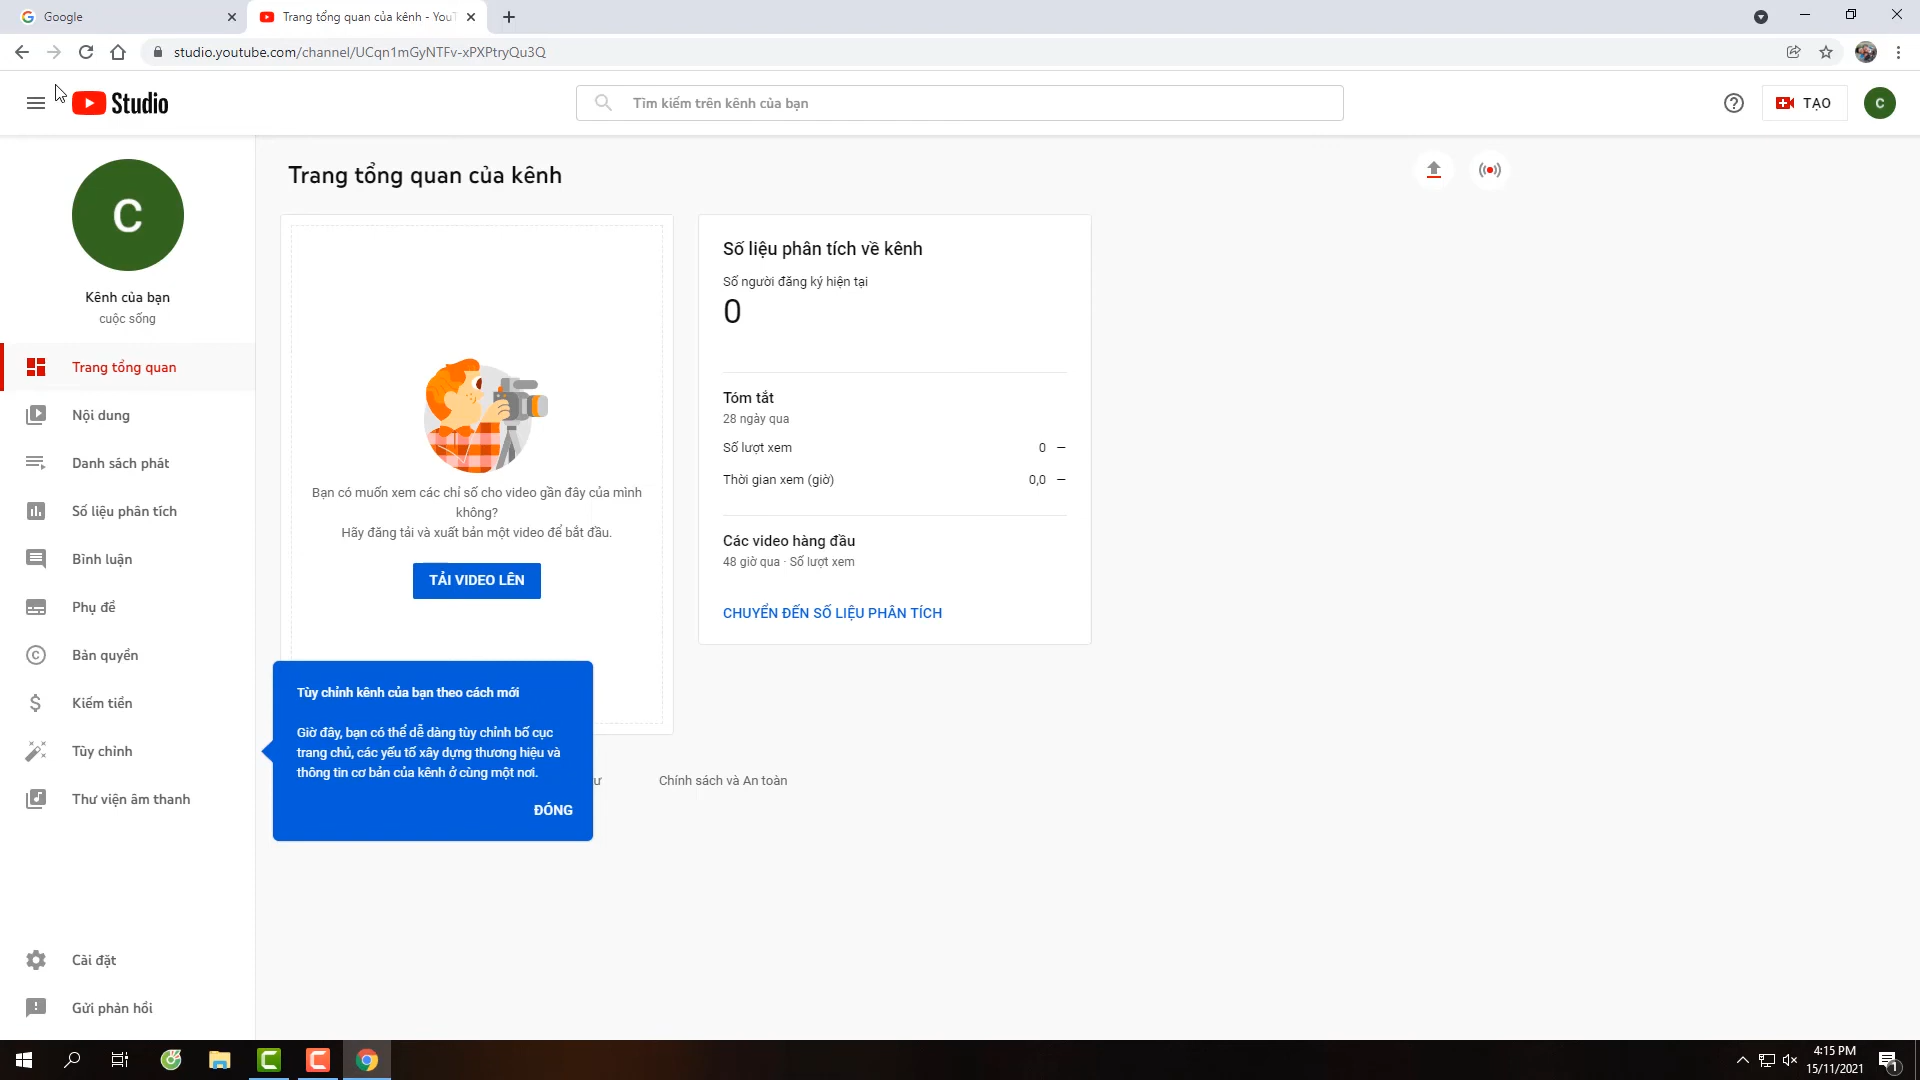 Google
Trang tổng quan của kênh - YouT
studio.youtube.com/channel/UCqn1mGyNTFv-xPXPtryQu3Q
Studio
Tìm kiếm trên kênh của bạn
TẠO
C
C
Kênh của bạn
cuộc sống
Trang tổng quan
Nội dung
Danh sách phát
Số liệu phân tích
Bình luận
Phụ đề
Bản quyền
Kiếm tiền
Tùy chỉnh
Thư viện âm thanh
Cài đặt
Gửi phản hồi
Trang tổng quan của kênh
Bạn có muốn xem các chỉ số cho video gần đây của mình
không?
Hãy đăng tải và xuất bản một video để bắt đầu.
TẢI VIDEO LÊN
Số liệu phân tích về kênh
Số người đăng ký hiện tại
0
Tóm tắt
28 ngày qua
Số lượt xem 0 —
Thời gian xem (giờ) 0,0 —
Các video hàng đầu
48 giờ qua · Số lượt xem
CHUYỂN ĐẾN SỐ LIỆU PHÂN TÍCH
Tùy chỉnh kênh của bạn theo cách mới
Giờ đây, bạn có thể dễ dàng tùy chỉnh bố cục
trang chủ, các yếu tố xây dựng thương hiệu và
thông tin cơ bản của kênh ở cùng một nơi.
ĐÓNG
Chính sách và An toàn
4:15 PM
15/11/2021
1